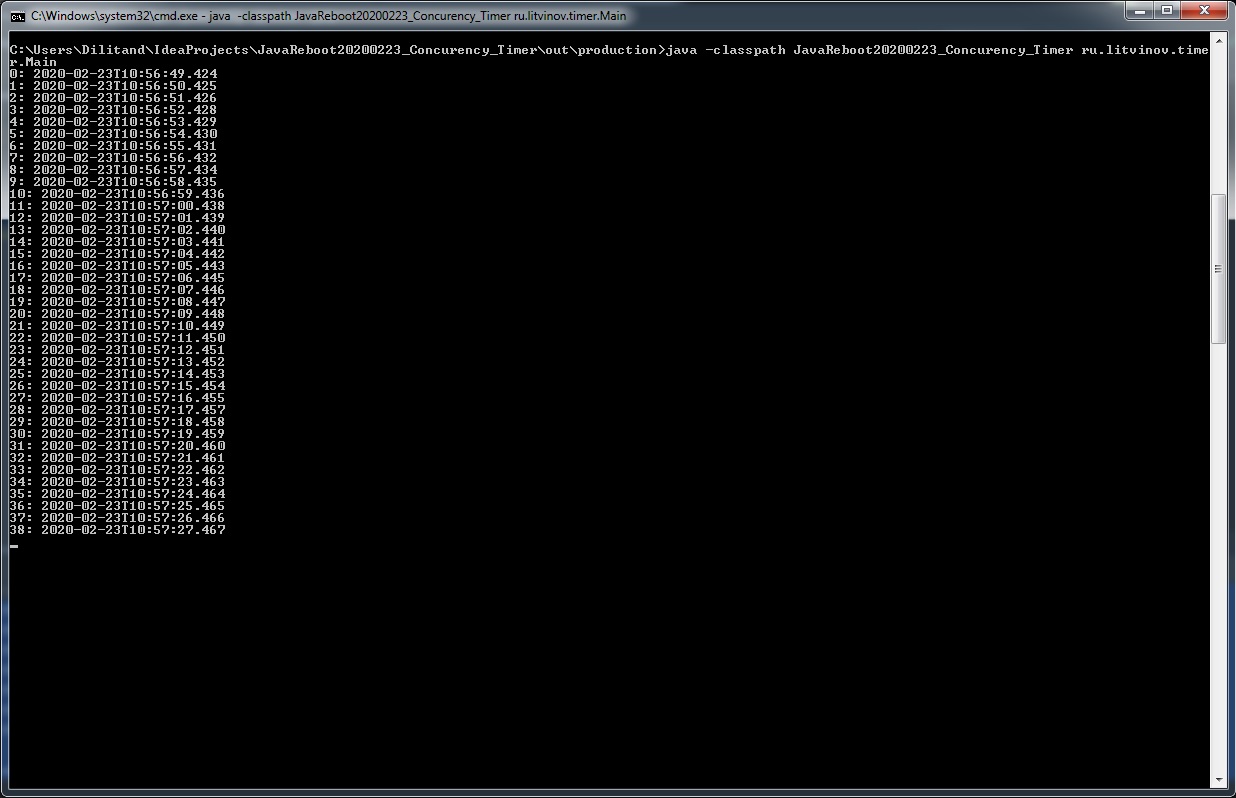 C:\Windows\system32\cmd.exe - java  -classpath JavaReboot20200223_Concurency_Timer ru.litvinov.timer.Main
C:\Users\Dilitand\IdeaProjects\JavaReboot20200223_Concurency_Timer\out\production>java -classpath JavaReboot20200223_Concurency_Timer ru.litvinov.time
r.Main
0: 2020-02-23T10:56:49.424
1: 2020-02-23T10:56:50.425
2: 2020-02-23T10:56:51.426
3: 2020-02-23T10:56:52.428
4: 2020-02-23T10:56:53.429
5: 2020-02-23T10:56:54.430
6: 2020-02-23T10:56:55.431
7: 2020-02-23T10:56:56.432
8: 2020-02-23T10:56:57.434
9: 2020-02-23T10:56:58.435
10: 2020-02-23T10:56:59.436
11: 2020-02-23T10:57:00.438
12: 2020-02-23T10:57:01.439
13: 2020-02-23T10:57:02.440
14: 2020-02-23T10:57:03.441
15: 2020-02-23T10:57:04.442
16: 2020-02-23T10:57:05.443
17: 2020-02-23T10:57:06.445
18: 2020-02-23T10:57:07.446
19: 2020-02-23T10:57:08.447
20: 2020-02-23T10:57:09.448
21: 2020-02-23T10:57:10.449
22: 2020-02-23T10:57:11.450
23: 2020-02-23T10:57:12.451
24: 2020-02-23T10:57:13.452
25: 2020-02-23T10:57:14.453
26: 2020-02-23T10:57:15.454
27: 2020-02-23T10:57:16.455
28: 2020-02-23T10:57:17.457
29: 2020-02-23T10:57:18.458
30: 2020-02-23T10:57:19.459
31: 2020-02-23T10:57:20.460
32: 2020-02-23T10:57:21.461
33: 2020-02-23T10:57:22.462
34: 2020-02-23T10:57:23.463
35: 2020-02-23T10:57:24.464
36: 2020-02-23T10:57:25.465
37: 2020-02-23T10:57:26.466
38: 2020-02-23T10:57:27.467